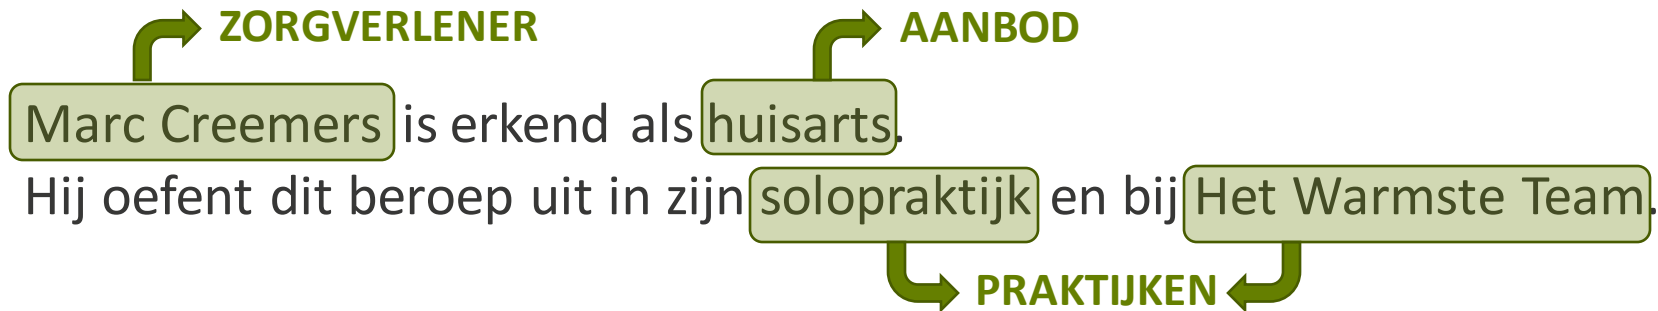 ZORGVERLENER AANBOD
Marc Creemers is erkend als huisarts.
Hij oefent dit beroep uit in zijn solopraktijk en bij Het Warmste Team.
PRAKTIJKEN